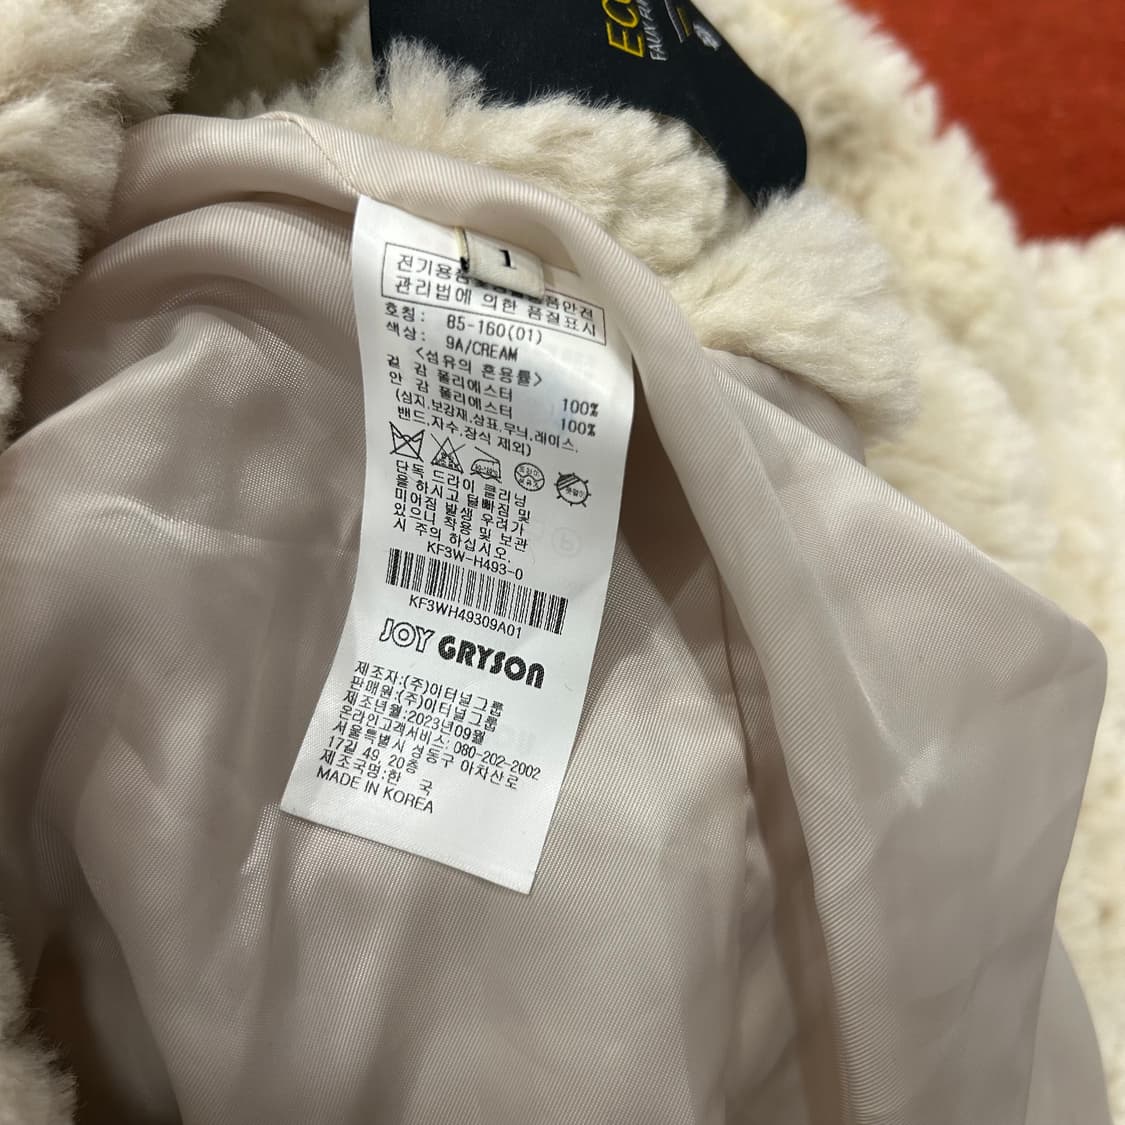 ECO
FAUX FU
1
전기용품 안전
관리법에 의한 품질표시
호칭: 85-160(01)
색상: 9A/CREAM
<섬유의 혼용률>
겉 감 폴리에스터 100%
안 감 폴리에스터 100%
(심지.보강재.상표.무늬.레이스.
밴드.자수.장식 제외)
단독 드라이 클리닝
을 하시고 털빠짐 및
미어짐 발생 우려가
있으니 착용 및 보관
시 주의 하십시오.
KF3W-H493-0
KF3WH49309A01
JOY GRYSON
제조자:(주)이터널그룹
판매원:(주)이터널그룹
제조년월:2023년09월
온라인고객서비스: 080-202-2002
서울특별시 성동구 아차산로
17길 49, 20층
제조국명:한 국
MADE IN KOREA